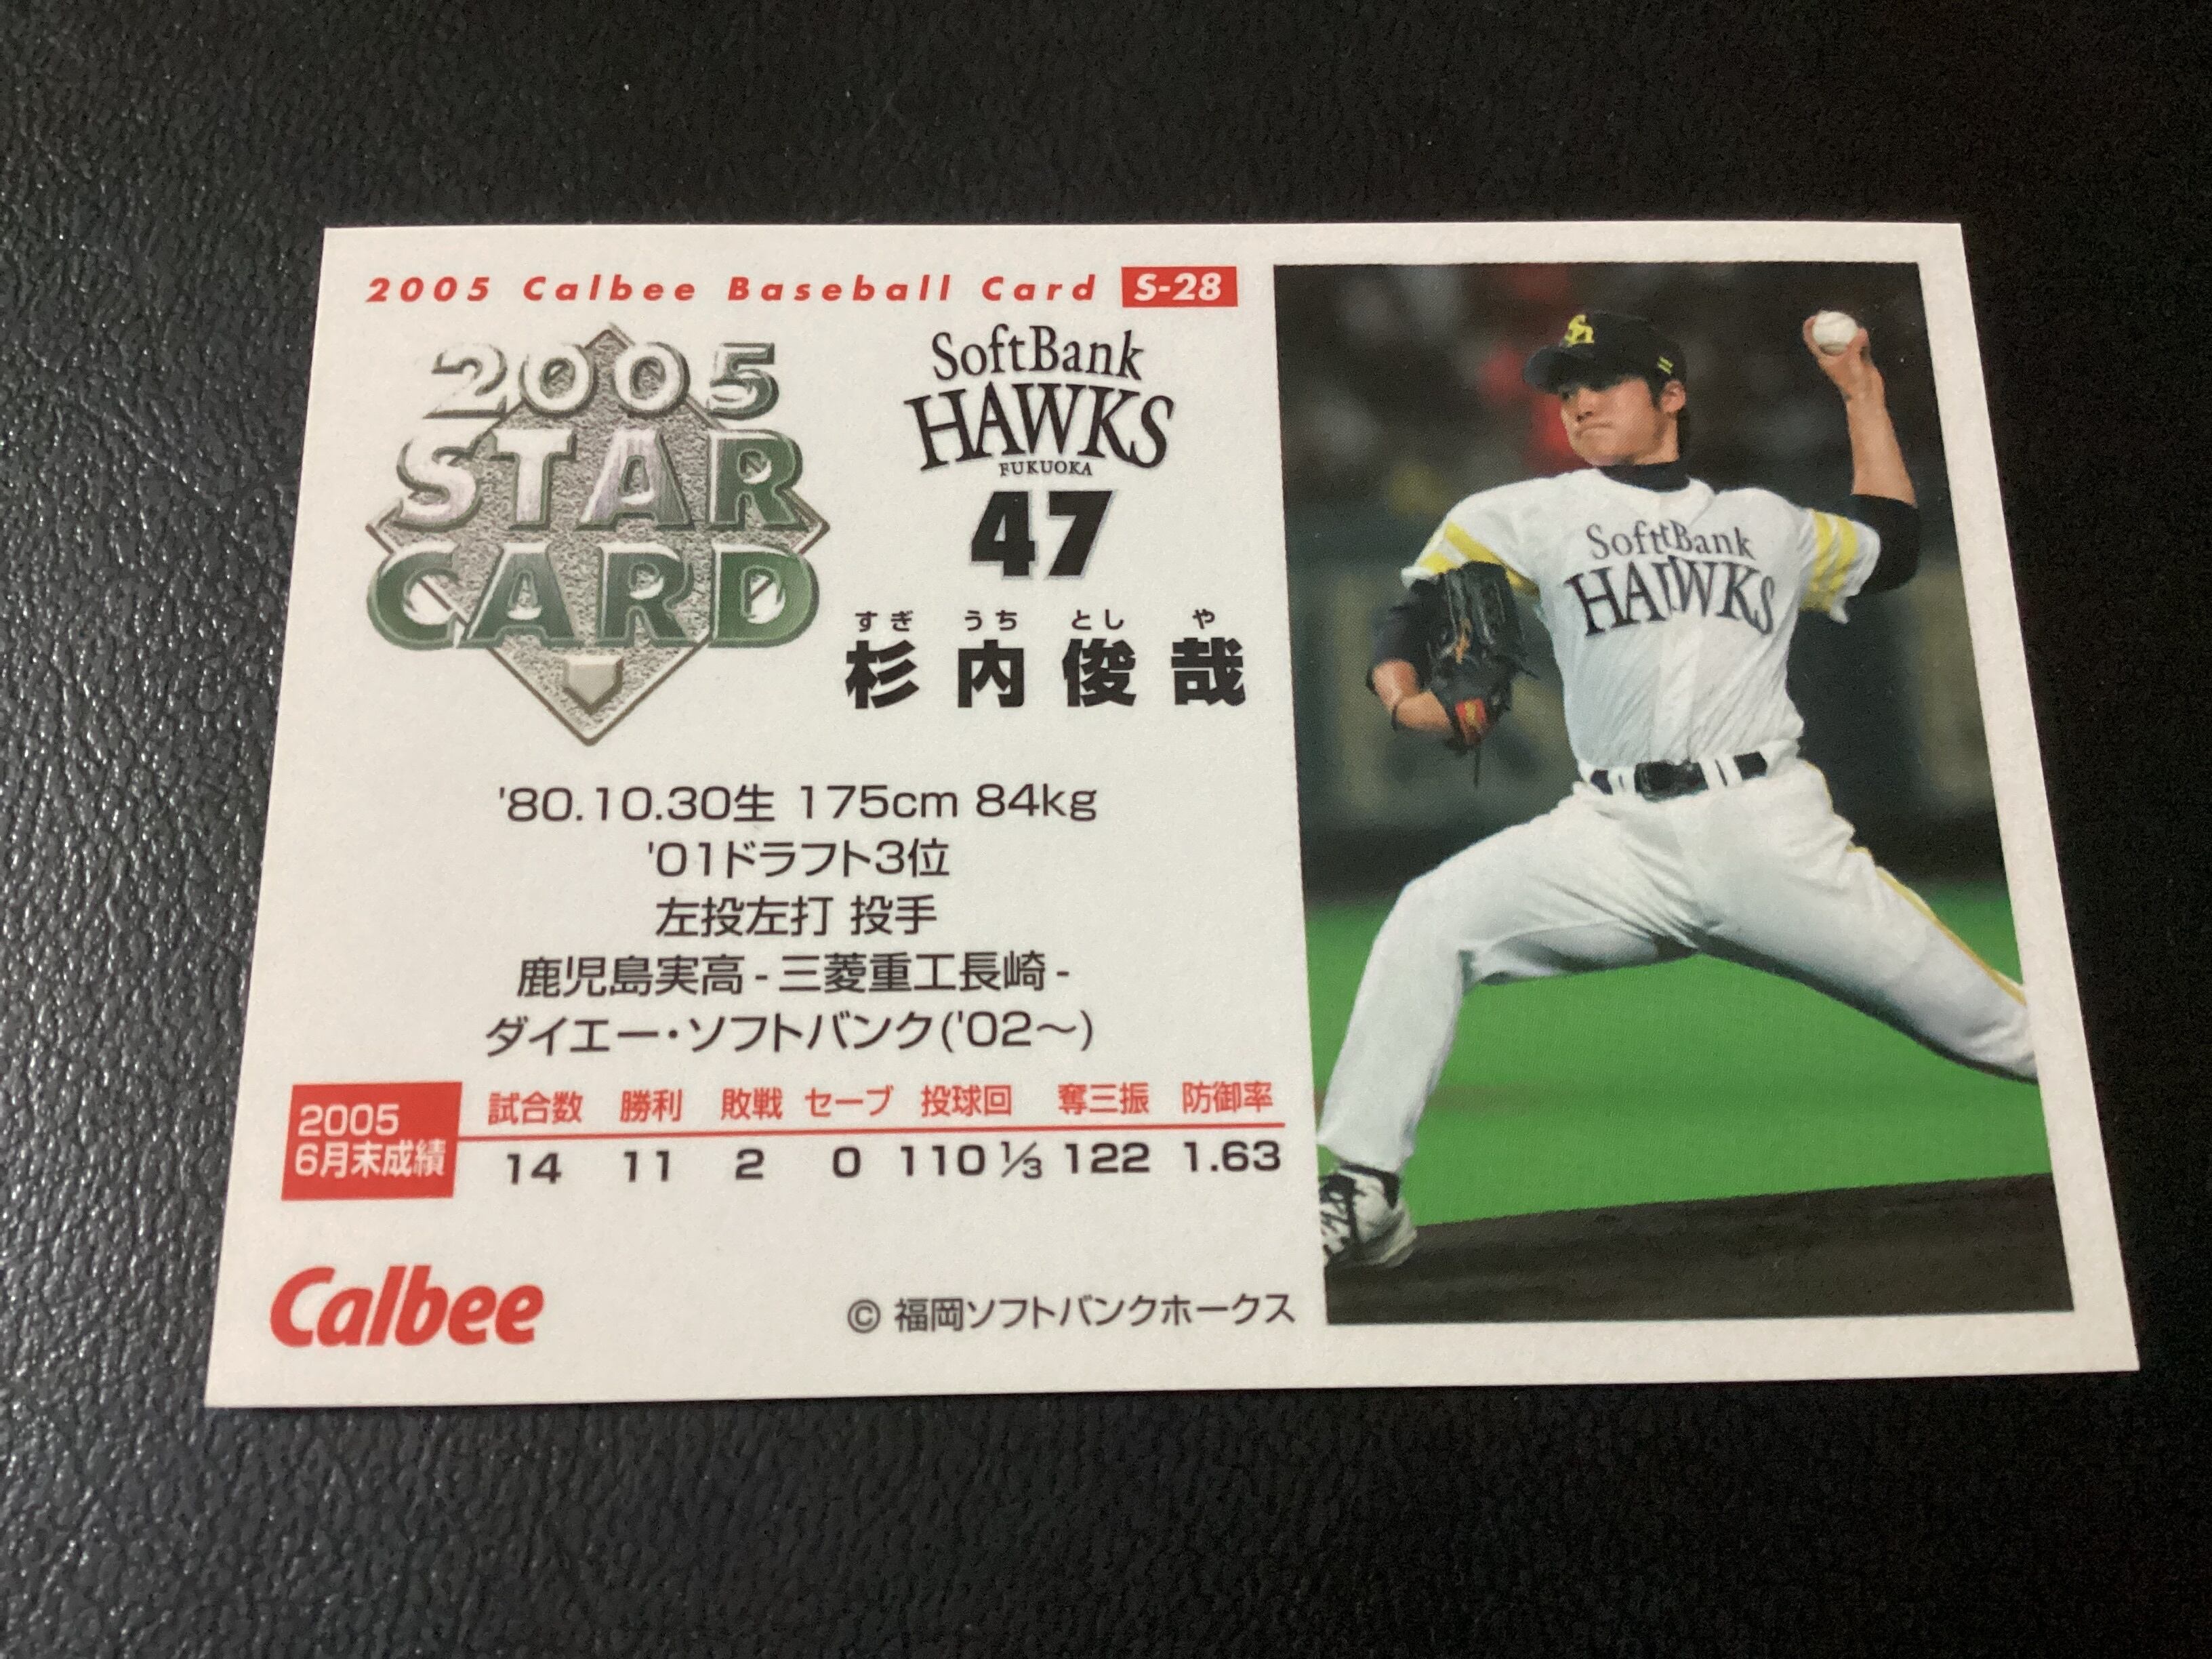 2005 Calbee Baseball Card S-28
2005
STAR
CARD
SoftBank
HAWKS
FUKUOKA
47
すぎ うち とし や
杉内俊哉
'80.10.30生 175cm 84kg
'01ドラフト3位
左投左打 投手
鹿児島実高-三菱重工長崎-
ダイエー・ソフトバンク('02〜)
2005
6月末成績
試合数 勝利 敗戦 セーブ 投球回 奪三振 防御率
14 11 2 0 110⅓ 122 1.63
Calbee
© 福岡ソフトバンクホークス
SoftBank
HAWKS